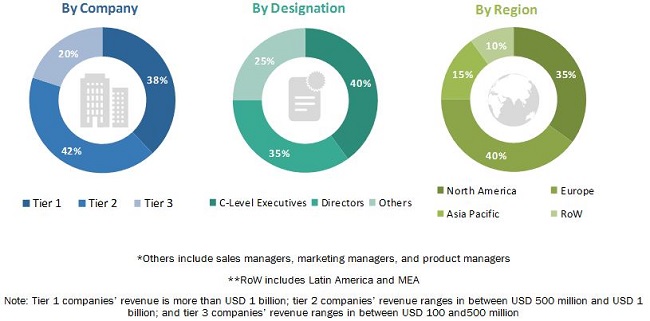 By Company
20%
38%
42%
Tier 1 Tier 2 Tier 3
By Designation
25%
40%
35%
C-Level Executives Directors Others
By Region
10%
15%
35%
40%
North America Europe
Asia Pacific RoW
*Others include sales managers, marketing managers, and product managers
**RoW includes Latin America and MEA
Note: Tier 1 companies’ revenue is more than USD 1 billion; tier 2 companies’ revenue ranges in between USD 500 million and USD 1
billion; and tier 3 companies’ revenue ranges in between USD 100 and500 million